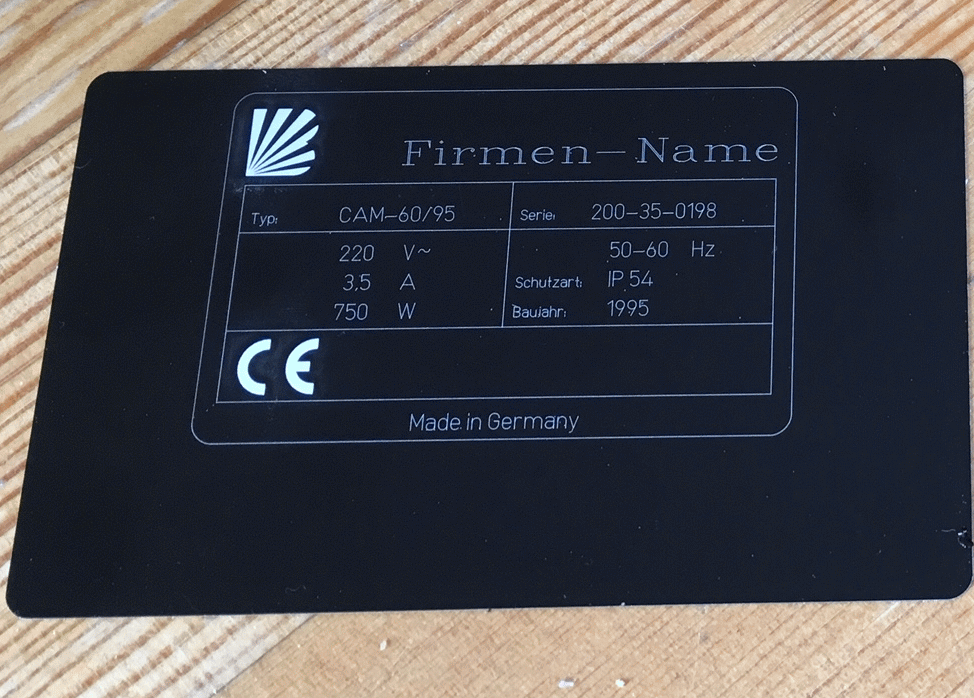 Firmen-Name
Typ: CAM-60/95 Serie: 200-35-0198
220 V~ 50-60 Hz
3,5 A Schutzart: IP 54
750 W Baujahr: 1995
CE
Made in Germany